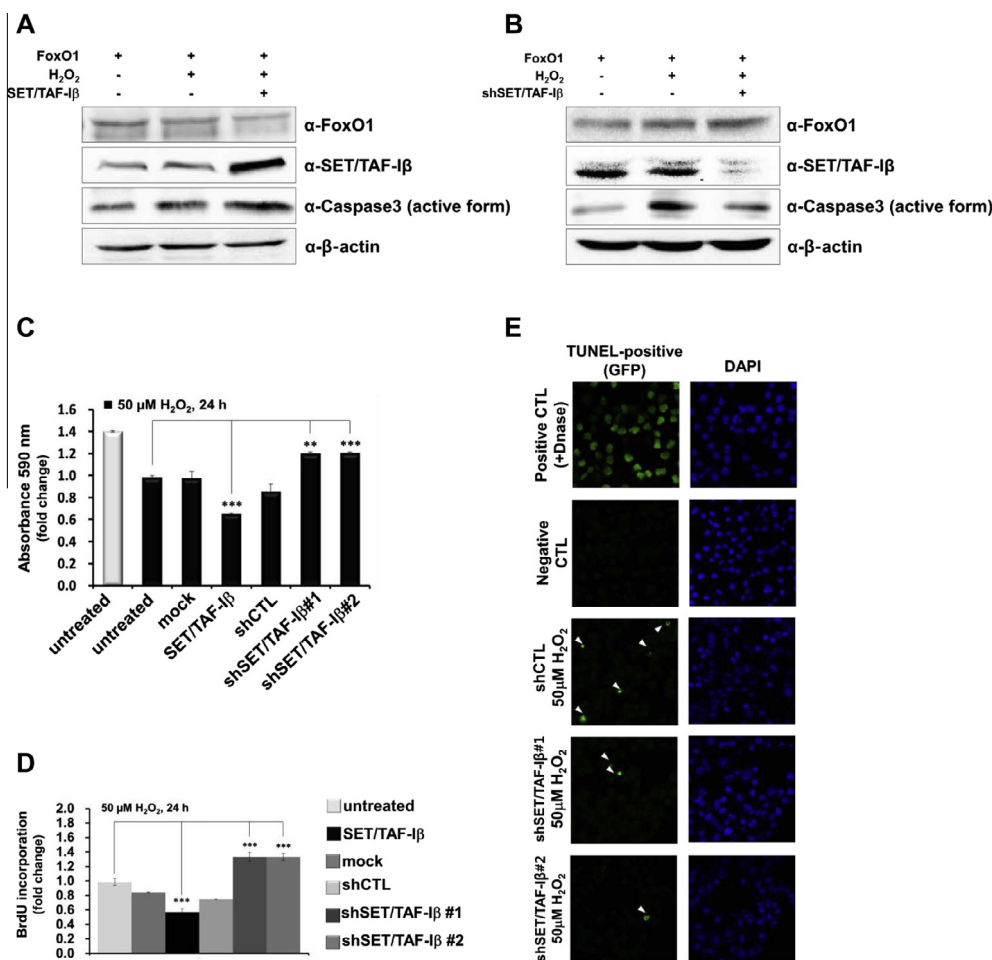 A
FoxO1 + + +
H₂O₂ - + +
SET/TAF-Iβ - - +
α-FoxO1
α-SET/TAF-Iβ
α-Caspase3 (active form)
α-β-actin
B
FoxO1 + + +
H₂O₂ - + +
shSET/TAF-Iβ - - +
α-FoxO1
α-SET/TAF-Iβ
α-Caspase3 (active form)
α-β-actin
C
50 µM H₂O₂, 24 h
Absorbance 590 nm
(fold change)
1.6
1.4
1.2
1.0
0.8
0.6
0.4
0.2
0.0
***
**
***
untreated
untreated
mock
SET/TAF-Iβ
shCTL
shSET/TAF-Iβ#1
shSET/TAF-Iβ#2
D
50 µM H₂O₂, 24 h
BrdU incorporation
(fold change)
2.0
1.8
1.6
1.4
1.2
1.0
0.8
0.6
0.4
0.2
0.0
***
***
***
untreated
SET/TAF-Iβ
mock
shCTL
shSET/TAF-Iβ #1
shSET/TAF-Iβ #2
E
TUNEL-positive
(GFP)
DAPI
Positive CTL
(+Dnase)
Negative
CTL
shCTL
50µM H₂O₂
shSET/TAF-Iβ#1
50µM H₂O₂
shSET/TAF-Iβ#2
50µM H₂O₂